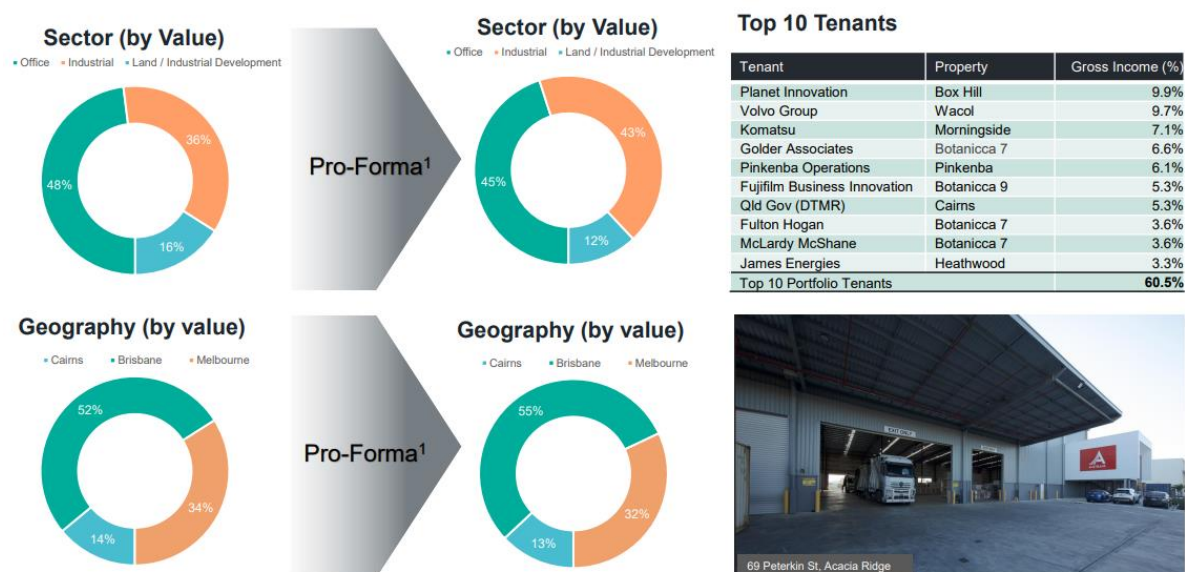 Sector (by Value)
Office Industrial Land / Industrial Development
48%
36%
16%
Pro-Forma¹
Sector (by Value)
Office Industrial Land / Industrial Development
45%
43%
12%
Top 10 Tenants
Tenant Property Gross Income (%)
Planet Innovation Box Hill 9.9%
Volvo Group Wacol 9.7%
Komatsu Morningside 7.1%
Golder Associates Botanicca 7 6.6%
Pinkenba Operations Pinkenba 6.1%
Fujifilm Business Innovation Botanicca 9 5.3%
Qld Gov (DTMR) Cairns 5.3%
Fulton Hogan Botanicca 7 3.6%
McLardy McShane Botanicca 7 3.6%
James Energies Heathwood 3.3%
Top 10 Portfolio Tenants 60.5%
Geography (by value)
Cairns Brisbane Melbourne
52%
34%
14%
Pro-Forma¹
Geography (by value)
Cairns Brisbane Melbourne
55%
32%
13%
EXIT ONLY
69 Peterkin St, Acacia Ridge